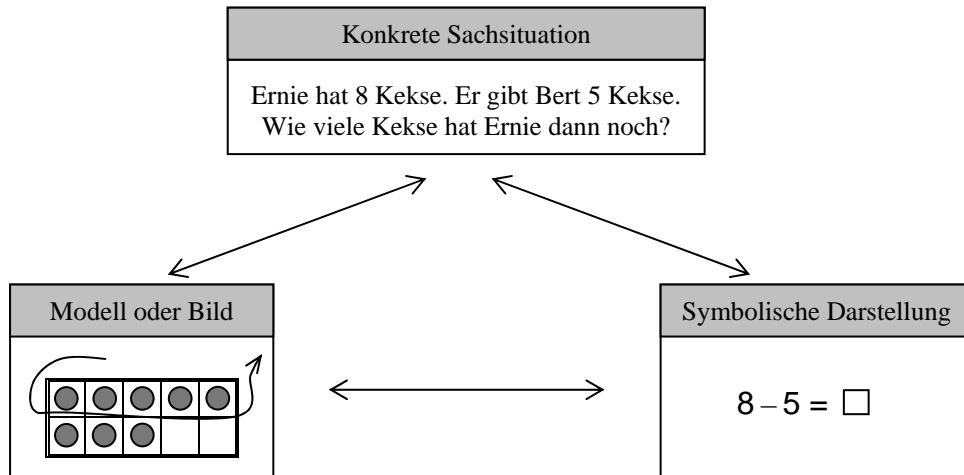 Konkrete Sachsituation
Ernie hat 8 Kekse. Er gibt Bert 5 Kekse.
Wie viele Kekse hat Ernie dann noch?
Modell oder Bild
Symbolische Darstellung
8 – 5 = □